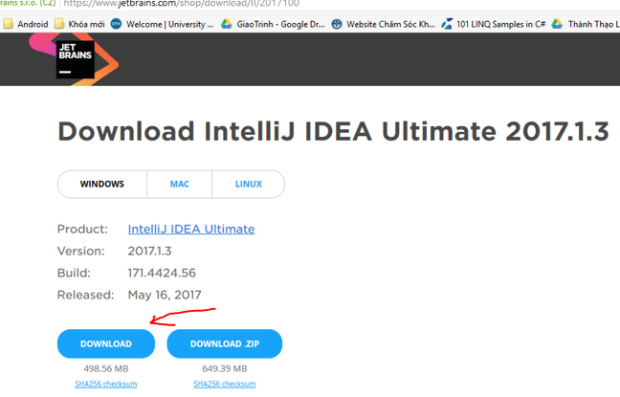 rains s.r.o. (CZ) https://www.jetbrains.com/shop/download/II/2017100
Android Khóa mới Welcome | University ... GiaoTrinh - Google Dr... Website Chăm Sóc Kh... 101 LINQ Samples in C# Thành Thạo L
JET
BRAINS
Download IntelliJ IDEA Ultimate 2017.1.3
WINDOWS MAC LINUX
Product: IntelliJ IDEA Ultimate
Version: 2017.1.3
Build: 171.4424.56
Released: May 16, 2017
DOWNLOAD DOWNLOAD .ZIP
498.56 MB 649.39 MB
SHA256 checksum SHA256 checksum